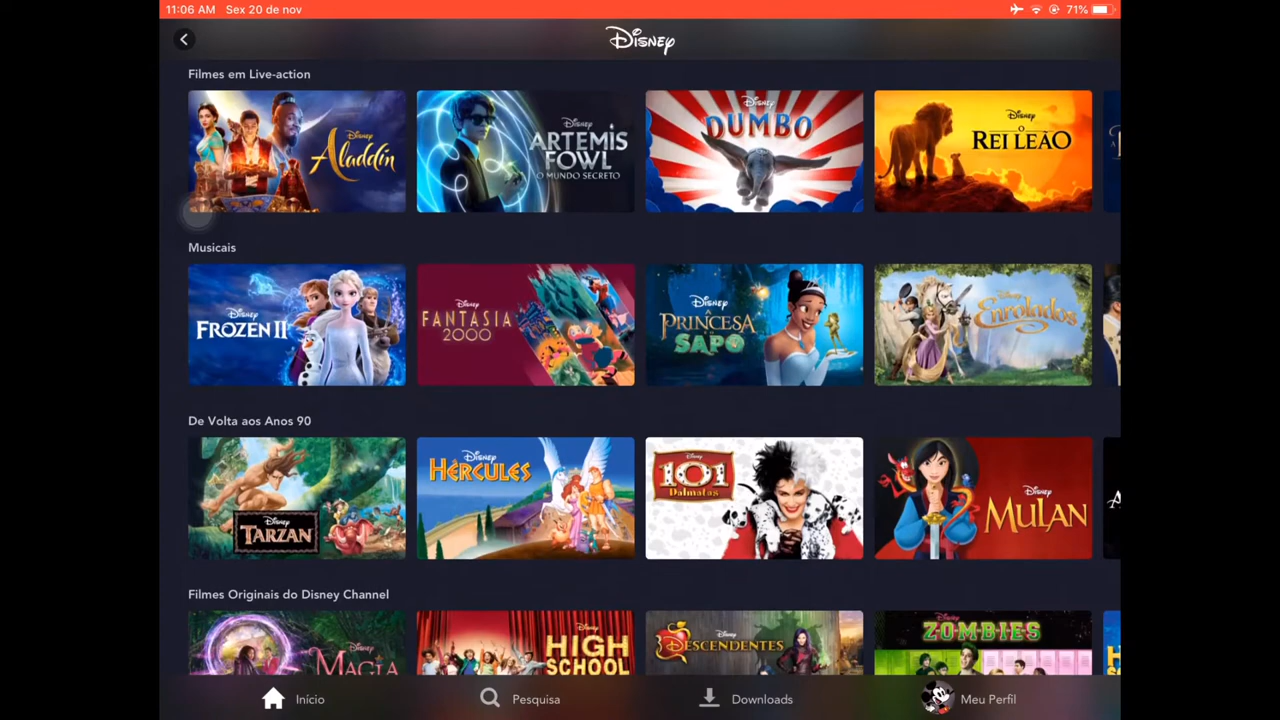 11:06 AM Sex 20 de nov 71%
Disney
Filmes em Live-action
Disney
Aladdin
Disney
ARTEMIS
FOWL
O MUNDO SECRETO
Disney
DUMBO
Disney
O
REI LEÃO
Musicais
Disney
FROZEN II
Disney
FANTASIA
2000
Disney
A PRINCESA
E O
SAPO
Disney
Enrolados
De Volta aos Anos 90
Disney
TARZAN
Disney
HÉRCULES
Disney
101
Dálmatas
Disney
MULAN
Filmes Originais do Disney Channel
Disney
MAGIA
Disney
HIGH
SCHOOL
Disney
DESCENDENTES
Disney
ZOMBIES
Início Pesquisa Downloads Meu Perfil